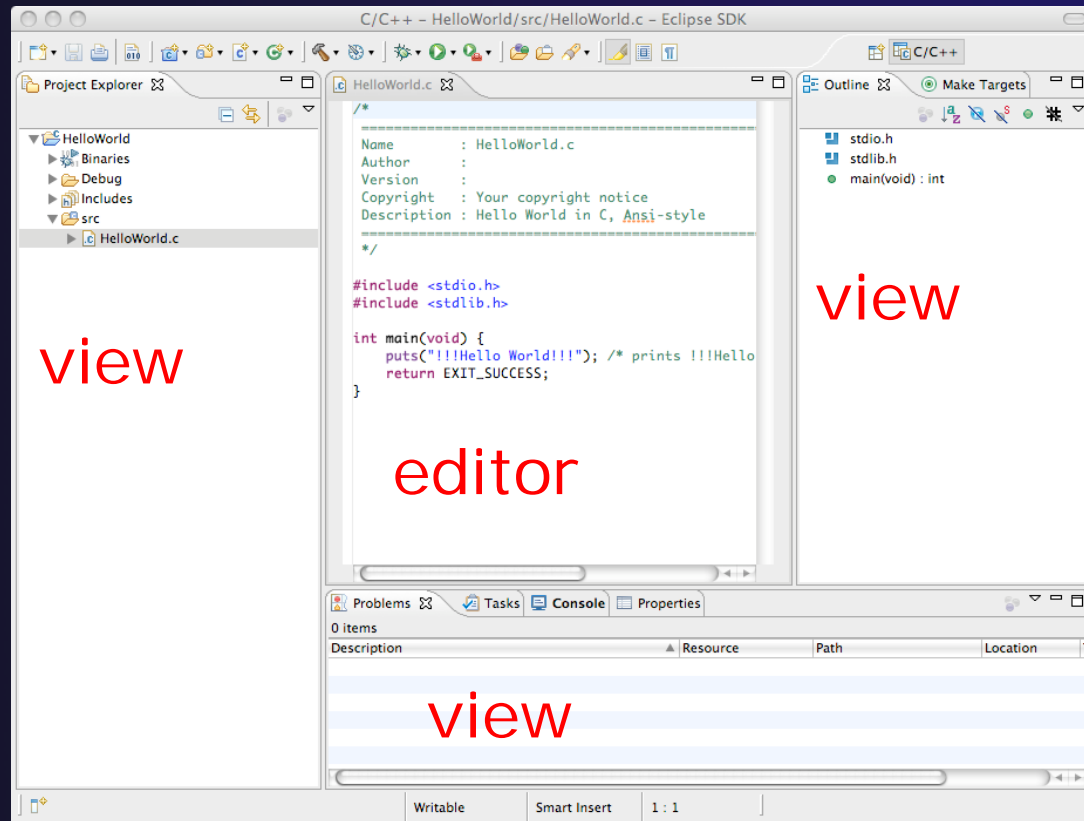 C/C++ – HelloWorld/src/HelloWorld.c – Eclipse SDK
010
C/C++
Project Explorer
HelloWorld
Binaries
Debug
Includes
src
HelloWorld.c
view
HelloWorld.c
/*
============================================
Name        : HelloWorld.c
Author      :
Version     :
Copyright   : Your copyright notice
Description : Hello World in C, Ansi-style
============================================
*/
#include <stdio.h>
#include <stdlib.h>
int main(void) {
puts("!!!Hello World!!!"); /* prints !!!Hello
return EXIT_SUCCESS;
}
editor
Outline
Make Targets
stdio.h
stdlib.h
main(void) : int
view
Problems
Tasks
Console
Properties
0 items
Description
Resource
Path
Location
view
Writable
Smart Insert
1 : 1